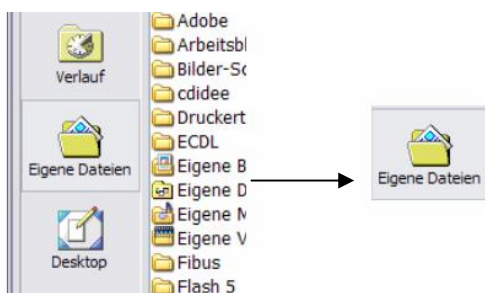 Verlauf
Eigene Dateien
Desktop
Adobe
Arbeitsbl
Bilder-Sc
cdidee
Druckert
ECDL
Eigene B
Eigene D
Eigene M
Eigene V
Fibus
Flash 5
Eigene Dateien